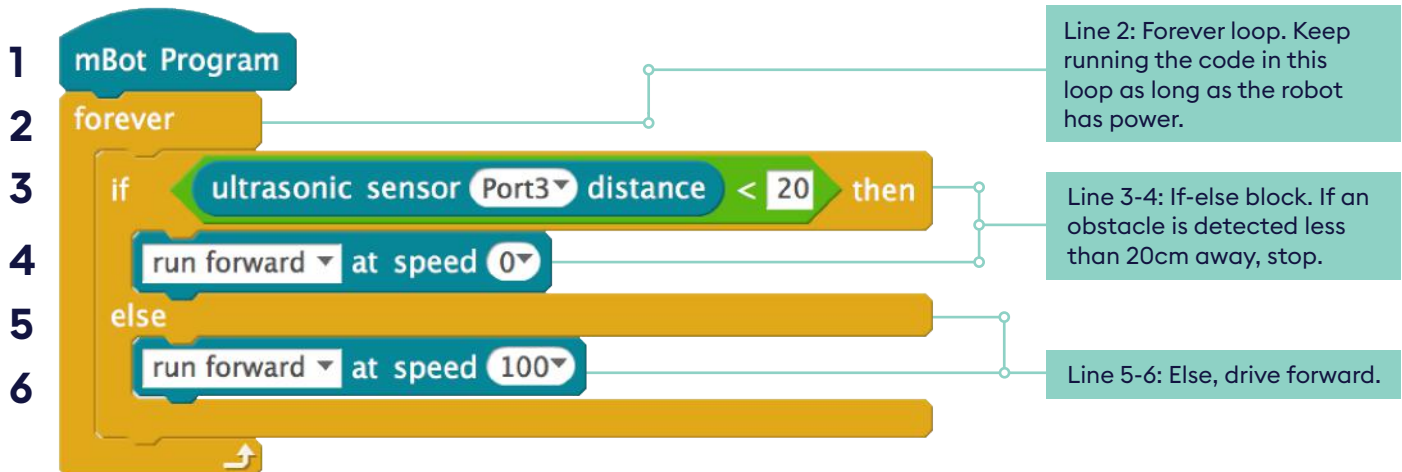 1 mBot Program
2 forever
3 if ultrasonic sensor Port3 distance < 20 then
4 run forward at speed 0
5 else
6 run forward at speed 100
Line 2: Forever loop. Keep
running the code in this
loop as long as the robot
has power.
Line 3-4: If-else block. If an
obstacle is detected less
than 20cm away, stop.
Line 5-6: Else, drive forward.